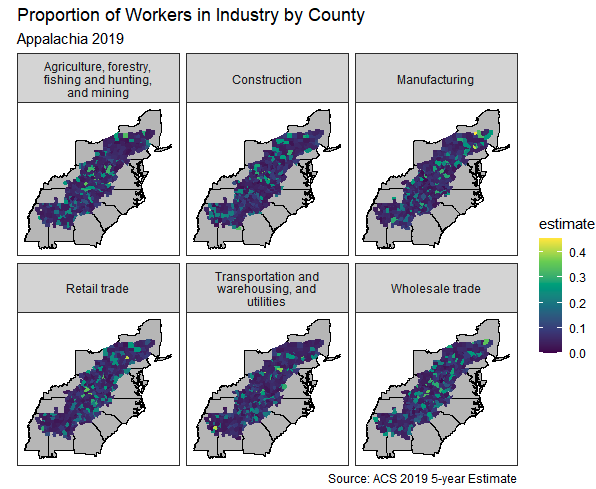 Proportion of Workers in Industry by County
Appalachia 2019
Agriculture, forestry,
fishing and hunting,
and mining
Construction
Manufacturing
Retail trade
Transportation and
warehousing, and
utilities
Wholesale trade
estimate
0.4
0.3
0.2
0.1
0.0
Source: ACS 2019 5-year Estimate